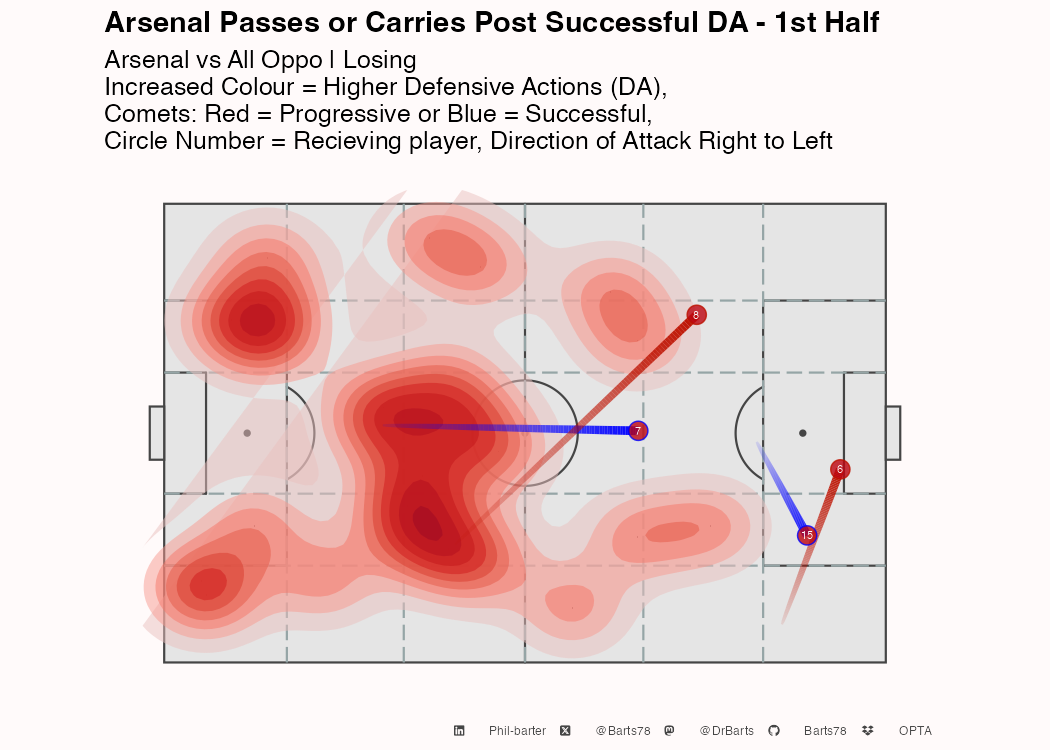 Arsenal Passes or Carries Post Successful DA - 1st Half
Arsenal vs All Oppo | Losing
Increased Colour = Higher Defensive Actions (DA),
Comets: Red = Progressive or Blue = Successful,
Circle Number = Recieving player, Direction of Attack Right to Left
8
7
6
15
Phil-barter @Barts78 @DrBarts Barts78 OPTA